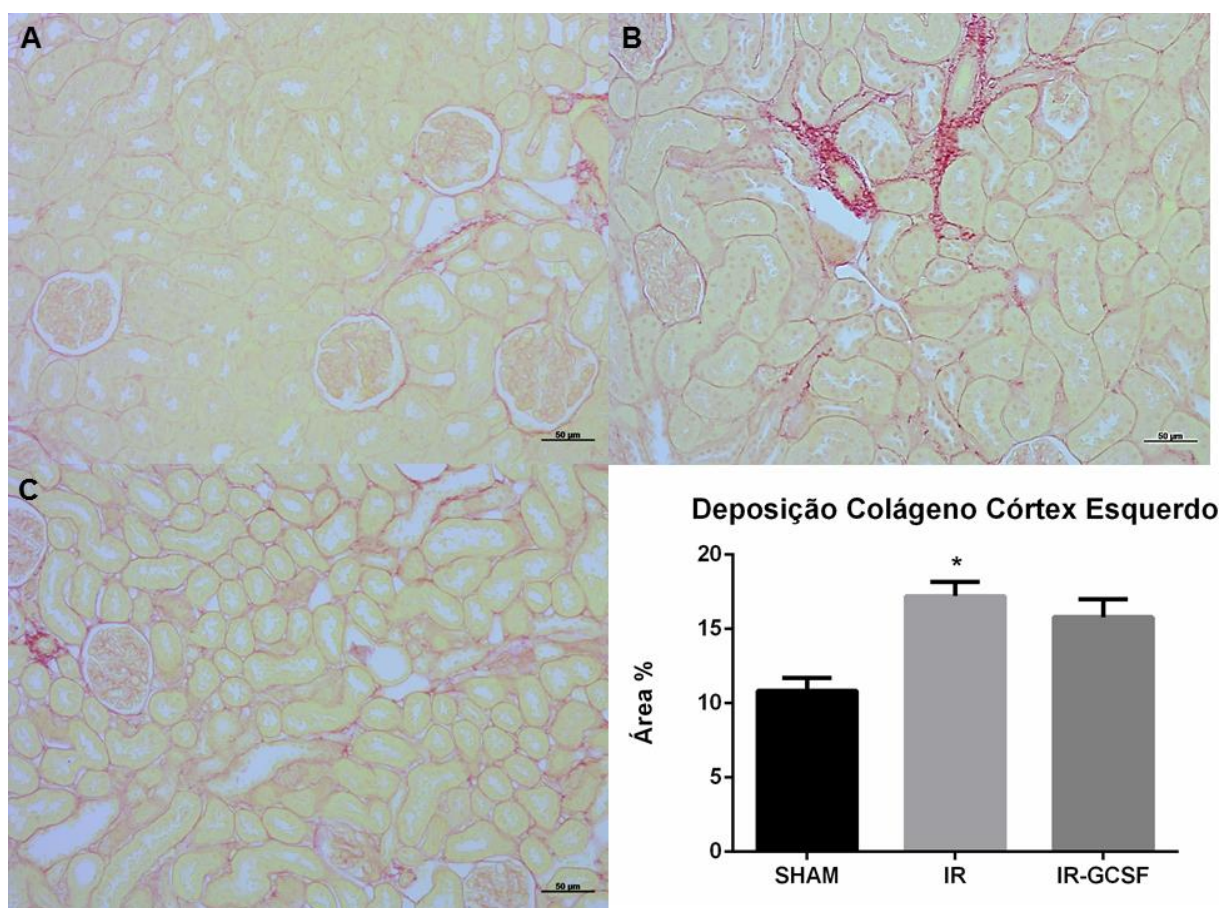 A
B
50 µm
50 µm
C
50 µm
Deposição Colágeno Córtex Esquerdo
20
*
15
Área %
10
5
0
SHAM
IR
IR-GCSF